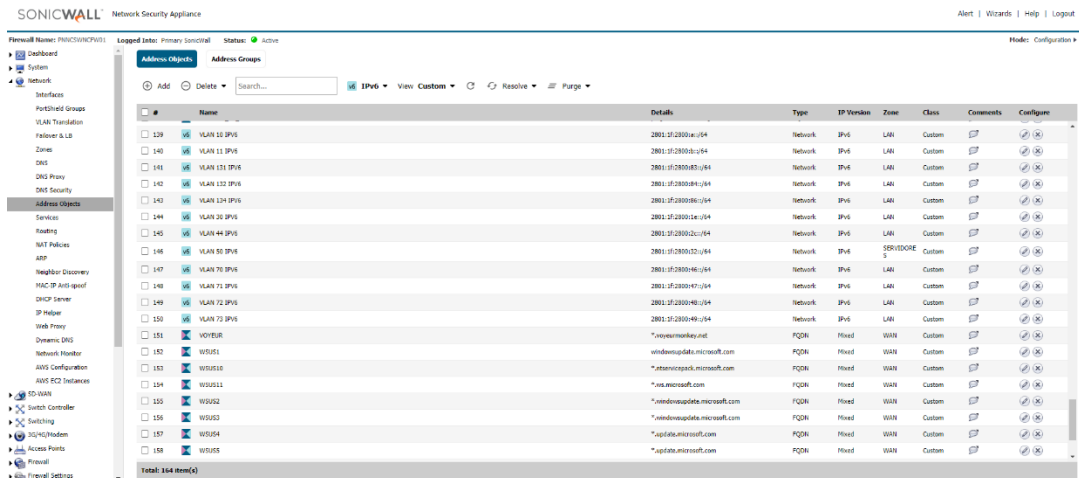 SONICWALL Network Security Appliance
Alert | Wizards | Help | Logout
Firewall Name: PNNCSWNCFW01 Logged Into: Primary SonicWall Status: Active Mode: Configuration
Dashboard
System
Network
Interfaces
PortShield Groups
VLAN Translation
Failover & LB
Zones
DNS
DNS Proxy
DNS Security
Address Objects
Services
Routing
NAT Policies
ARP
Neighbor Discovery
MAC-IP Anti-spoof
DHCP Server
IP Helper
Web Proxy
Dynamic DNS
Network Monitor
AWS Configuration
AWS EC2 Instances
SD-WAN
Switch Controller
Switching
3G/4G/Modem
Access Points
Firewall
Firewall Settings
Address Objects Address Groups
Add Delete Search... v6 IPv6 View Custom Resolve Purge
# Name Details Type IP Version Zone Class Comments Configure
139 v6 VLAN 10 IPV6 2801:1f:2800:a::/64 Network IPv6 LAN Custom
140 v6 VLAN 11 IPV6 2801:1f:2800:b::/64 Network IPv6 LAN Custom
141 v6 VLAN 131 IPV6 2801:1f:2800:83::/64 Network IPv6 LAN Custom
142 v6 VLAN 132 IPV6 2801:1f:2800:84::/64 Network IPv6 LAN Custom
143 v6 VLAN 134 IPV6 2801:1f:2800:86::/64 Network IPv6 LAN Custom
144 v6 VLAN 30 IPV6 2801:1f:2800:1e::/64 Network IPv6 LAN Custom
145 v6 VLAN 44 IPV6 2801:1f:2800:2c::/64 Network IPv6 LAN Custom
146 v6 VLAN 50 IPV6 2801:1f:2800:32::/64 Network IPv6 SERVIDORE S Custom
147 v6 VLAN 70 IPV6 2801:1f:2800:46::/64 Network IPv6 LAN Custom
148 v6 VLAN 71 IPV6 2801:1f:2800:47::/64 Network IPv6 LAN Custom
149 v6 VLAN 72 IPV6 2801:1f:2800:48::/64 Network IPv6 LAN Custom
150 v6 VLAN 73 IPV6 2801:1f:2800:49::/64 Network IPv6 LAN Custom
151 VOYEUR *.voyeurmonkey.net FQDN Mixed WAN Custom
152 WSUS1 windowsupdate.microsoft.com FQDN Mixed WAN Custom
153 WSUS10 *.ntservicepack.microsoft.com FQDN Mixed WAN Custom
154 WSUS11 *.ws.microsoft.com FQDN Mixed WAN Custom
155 WSUS2 *.windowsupdate.microsoft.com FQDN Mixed WAN Custom
156 WSUS3 *.windowsupdate.microsoft.com FQDN Mixed WAN Custom
157 WSUS4 *.update.microsoft.com FQDN Mixed WAN Custom
158 WSUS5 *.update.microsoft.com FQDN Mixed WAN Custom
Total: 164 item(s)